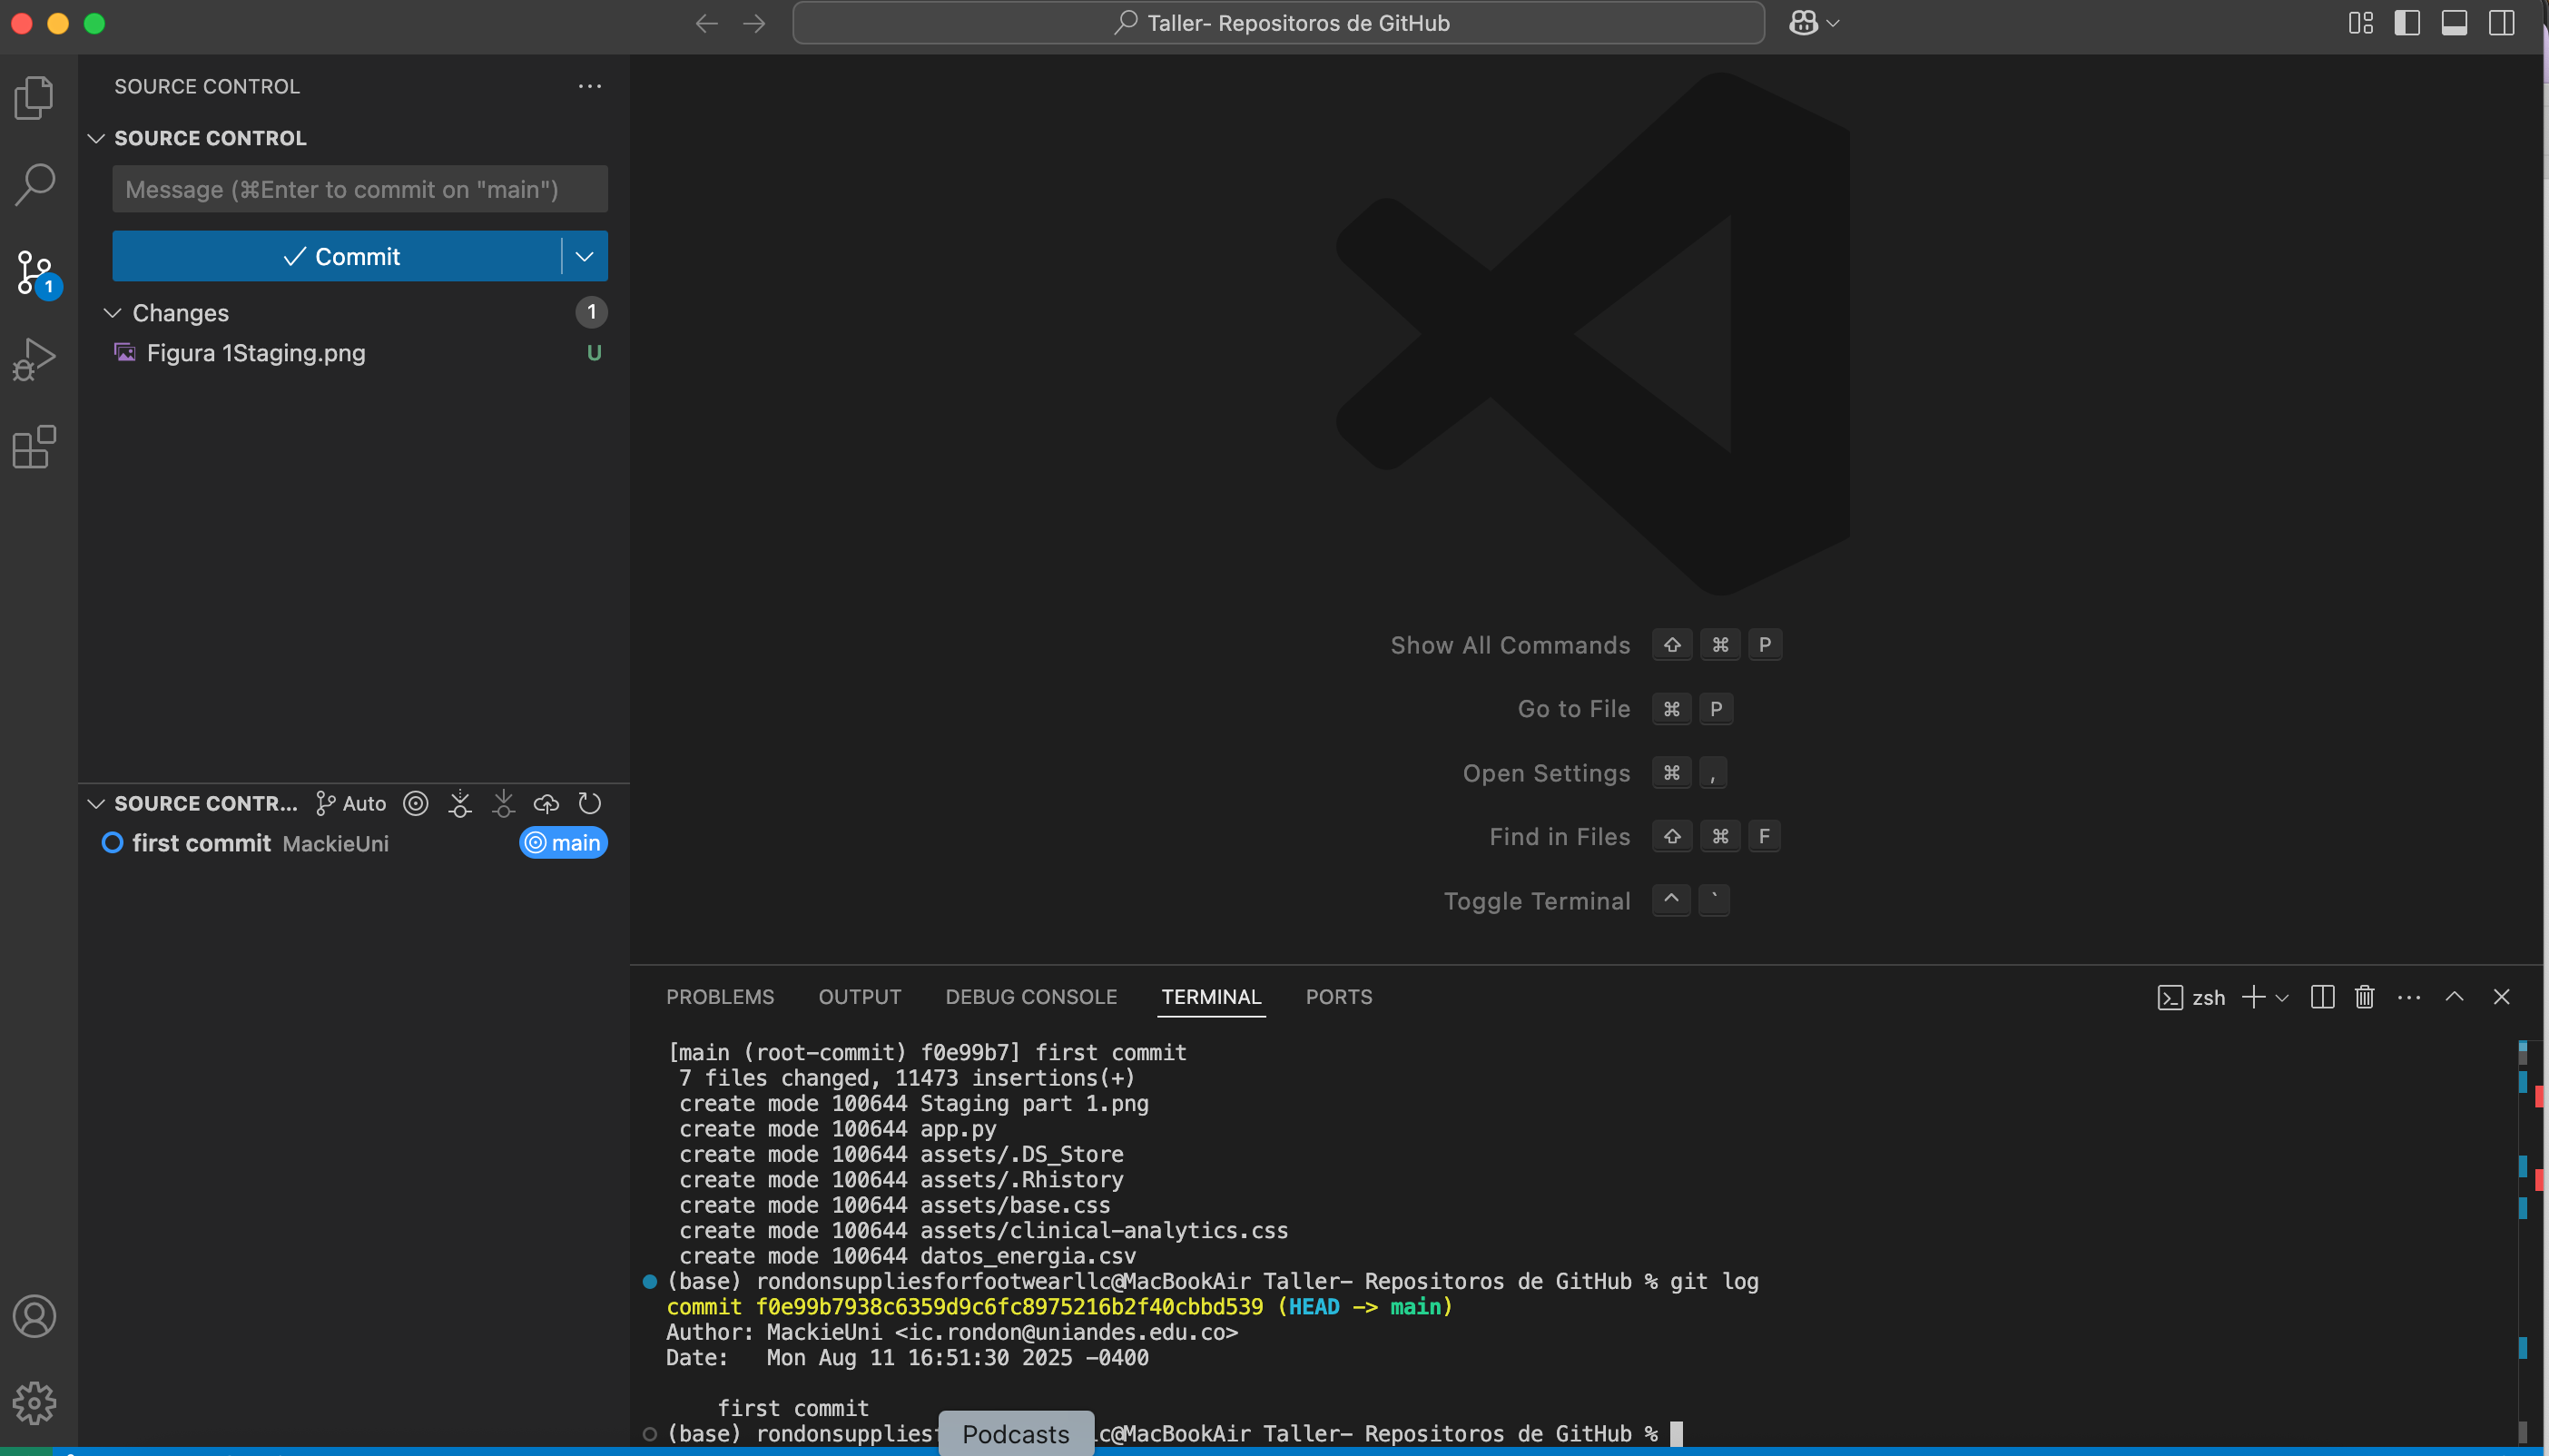 Taller- Repositoros de GitHub
SOURCE CONTROL
SOURCE CONTROL
Message (⌘Enter to commit on "main")
Commit
1
Changes 1
Figura 1Staging.png U
Show All Commands ⇧ ⌘ P
Go to File ⌘ P
Open Settings ⌘ ,
Find in Files ⇧ ⌘ F
Toggle Terminal ^ `
SOURCE CONTR... Auto
first commit MackieUni main
PROBLEMS OUTPUT DEBUG CONSOLE TERMINAL PORTS zsh
[main (root-commit) f0e99b7] first commit
7 files changed, 11473 insertions(+)
create mode 100644 Staging part 1.png
create mode 100644 app.py
create mode 100644 assets/.DS_Store
create mode 100644 assets/.Rhistory
create mode 100644 assets/base.css
create mode 100644 assets/clinical-analytics.css
create mode 100644 datos_energia.csv
(base) rondonsuppliesforfootwearllc@MacBookAir Taller- Repositoros de GitHub % git log
commit f0e99b7938c6359d9c6fc8975216b2f40cbbd539 (HEAD -> main)
Author: MackieUni <ic.rondon@uniandes.edu.co>
Date: Mon Aug 11 16:51:30 2025 -0400
first commit
(base) rondonsupplies lc@MacBookAir Taller- Repositoros de GitHub %
Podcasts